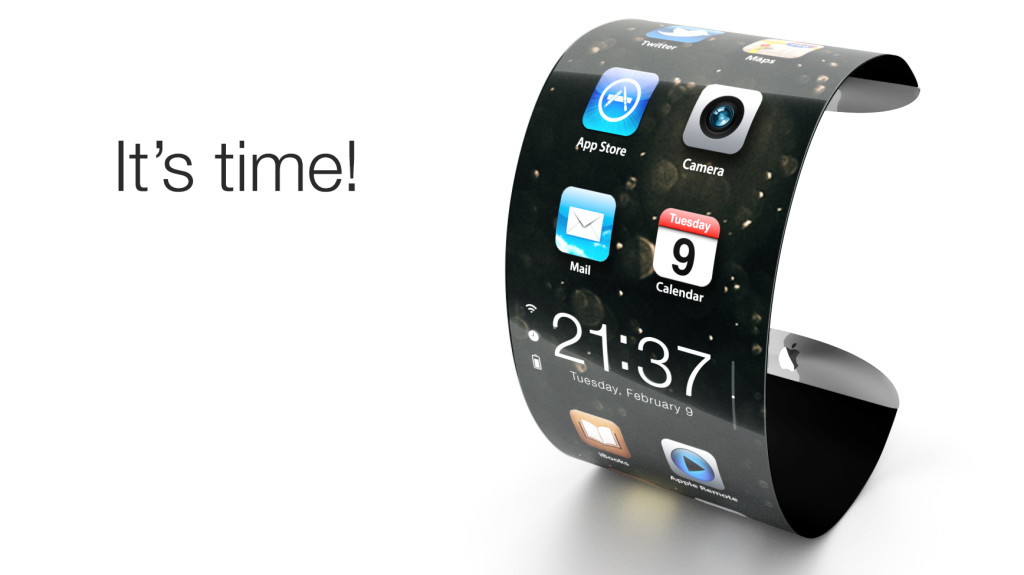 It's time!
Twitter
Maps
App Store
Camera
Mail
Tuesday
9
Calendar
21:37
Tuesday, February 9
iBooks
Apple Remote